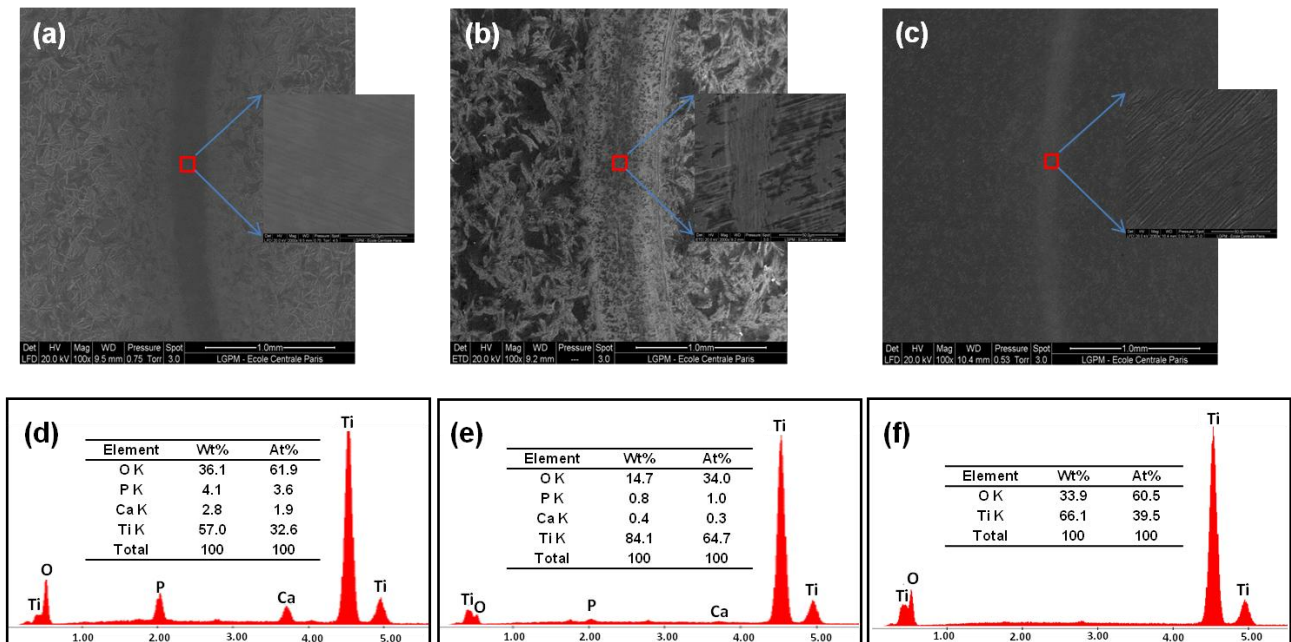 (a)
(b)
(c)
Det HV Mag WD Pressure Spot 1.0mm
LFD 20.0 kV 100x 9.5 mm 0.75 Torr 3.0 LGPM - Ecole Centrale Paris
Det HV Mag WD Pressure Spot 1.0mm
ETD 20.0 kV 100x 9.2 mm --- 3.0 LGPM - Ecole Centrale Paris
Det HV Mag WD Pressure Spot 1.0mm
LFD 20.0 kV 100x 10.4 mm 0.53 Torr 3.0 LGPM - Ecole Centrale Paris
(d)
Ti
Element Wt% At%
O K 36.1 61.9
P K 4.1 3.6
Ca K 2.8 1.9
Ti K 57.0 32.6
Total 100 100
O
Ti
P
Ca
Ti
1.00 2.00 3.00 4.00 5.00
(e)
Ti
Element Wt% At%
O K 14.7 34.0
P K 0.8 1.0
Ca K 0.4 0.3
Ti K 84.1 64.7
Total 100 100
Ti
O
P
Ca
Ti
1.00 2.00 3.00 4.00 5.00
(f)
Ti
Element Wt% At%
O K 33.9 60.5
Ti K 66.1 39.5
Total 100 100
O
Ti
Ti
1.00 2.00 3.00 4.00 5.00